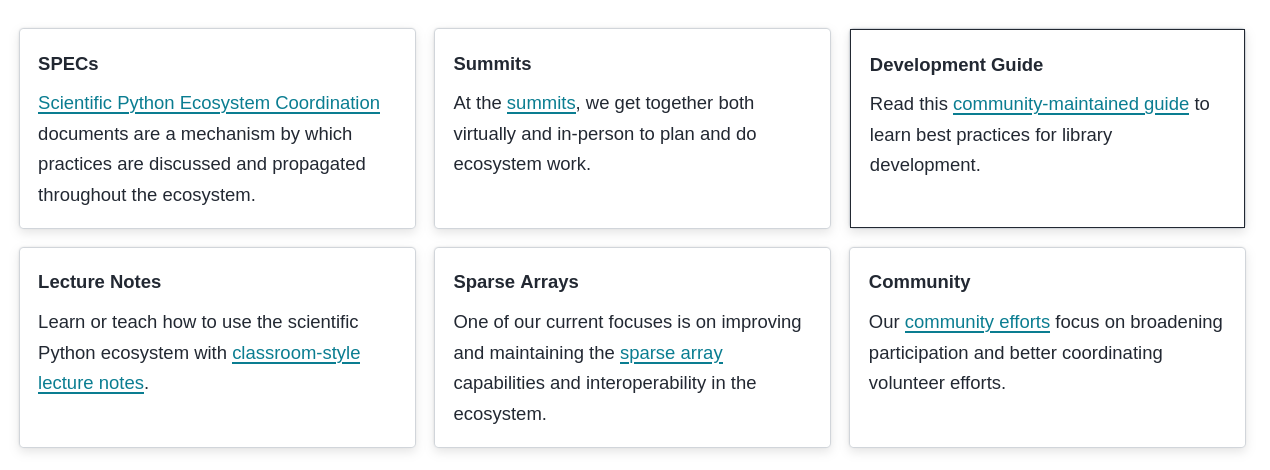 SPECs
Scientific Python Ecosystem Coordination
documents are a mechanism by which
practices are discussed and propagated
throughout the ecosystem.
Summits
At the summits, we get together both
virtually and in-person to plan and do
ecosystem work.
Development Guide
Read this community-maintained guide to
learn best practices for library
development.
Lecture Notes
Learn or teach how to use the scientific
Python ecosystem with classroom-style
lecture notes.
Sparse Arrays
One of our current focuses is on improving
and maintaining the sparse array
capabilities and interoperability in the
ecosystem.
Community
Our community efforts focus on broadening
participation and better coordinating
volunteer efforts.